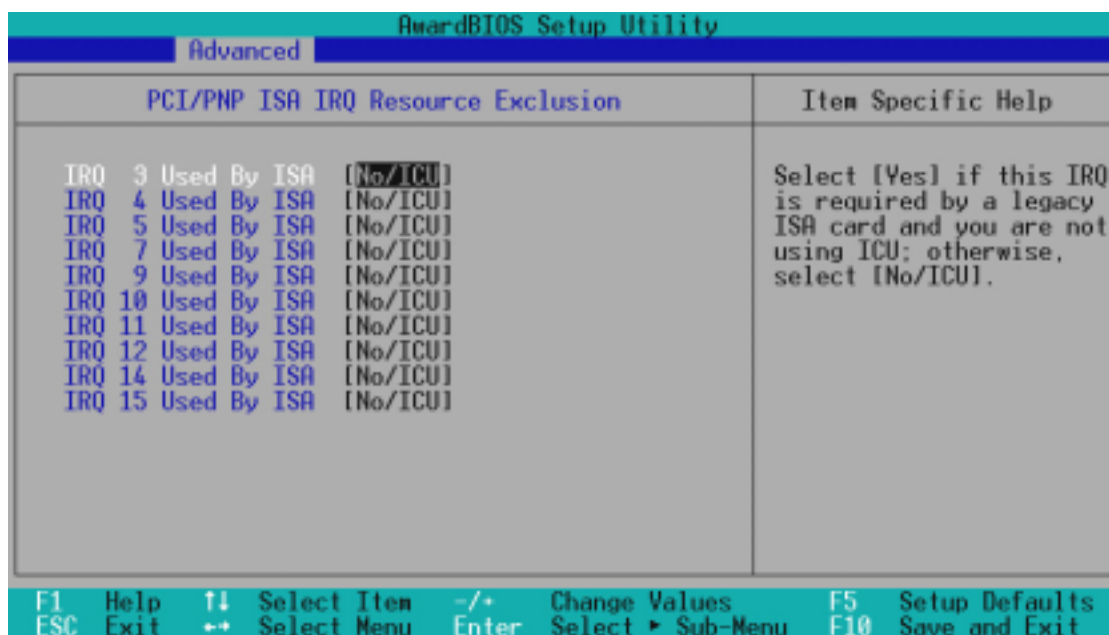 AwardBIOS Setup Utility
Advanced
PCI/PNP ISA IRQ Resource Exclusion
IRQ 3 Used By ISA [No/ICU]
IRQ 4 Used By ISA [No/ICU]
IRQ 5 Used By ISA [No/ICU]
IRQ 7 Used By ISA [No/ICU]
IRQ 9 Used By ISA [No/ICU]
IRQ 10 Used By ISA [No/ICU]
IRQ 11 Used By ISA [No/ICU]
IRQ 12 Used By ISA [No/ICU]
IRQ 14 Used By ISA [No/ICU]
IRQ 15 Used By ISA [No/ICU]
Item Specific Help
Select [Yes] if this IRQ
is required by a legacy
ISA card and you are not
using ICU; otherwise,
select [No/ICU].
F1 Help ↑↓ Select Item -/+ Change Values F5 Setup Defaults
ESC Exit ←→ Select Menu Enter Select ► Sub-Menu F10 Save and Exit